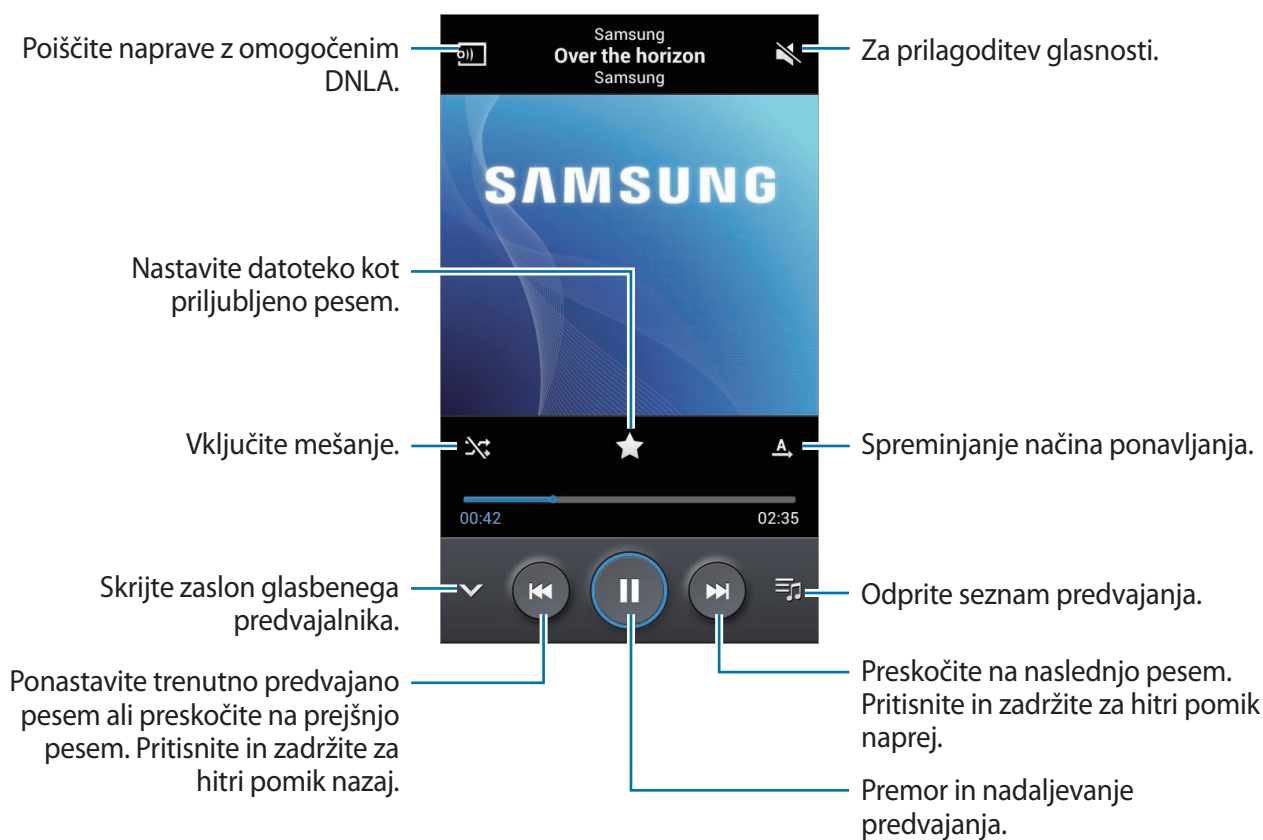 Poiščite naprave z omogočenim
DNLA.
Samsung
Over the horizon
Samsung
Za prilagoditev glasnosti.
SAMSUNG
Nastavite datoteko kot
priljubljeno pesem.
Vključite mešanje.
A
Spreminjanje načina ponavljanja.
00:42
02:35
Skrijte zaslon glasbenega
predvajalnika.
Odprite seznam predvajanja.
Ponastavite trenutno predvajano
pesem ali preskočite na prejšnjo
pesem. Pritisnite in zadržite za
hitri pomik nazaj.
Preskočite na naslednjo pesem.
Pritisnite in zadržite za hitri pomik
naprej.
Premor in nadaljevanje
predvajanja.